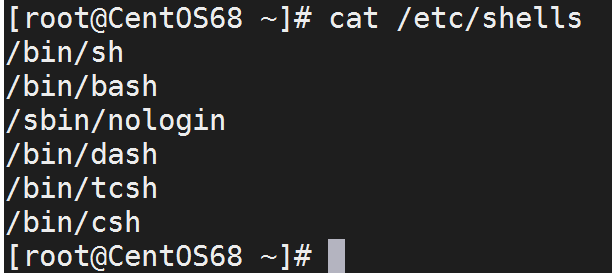 [root@CentOS68 ~]# cat /etc/shells
/bin/sh
/bin/bash
/sbin/nologin
/bin/dash
/bin/tcsh
/bin/csh
[root@CentOS68 ~]#